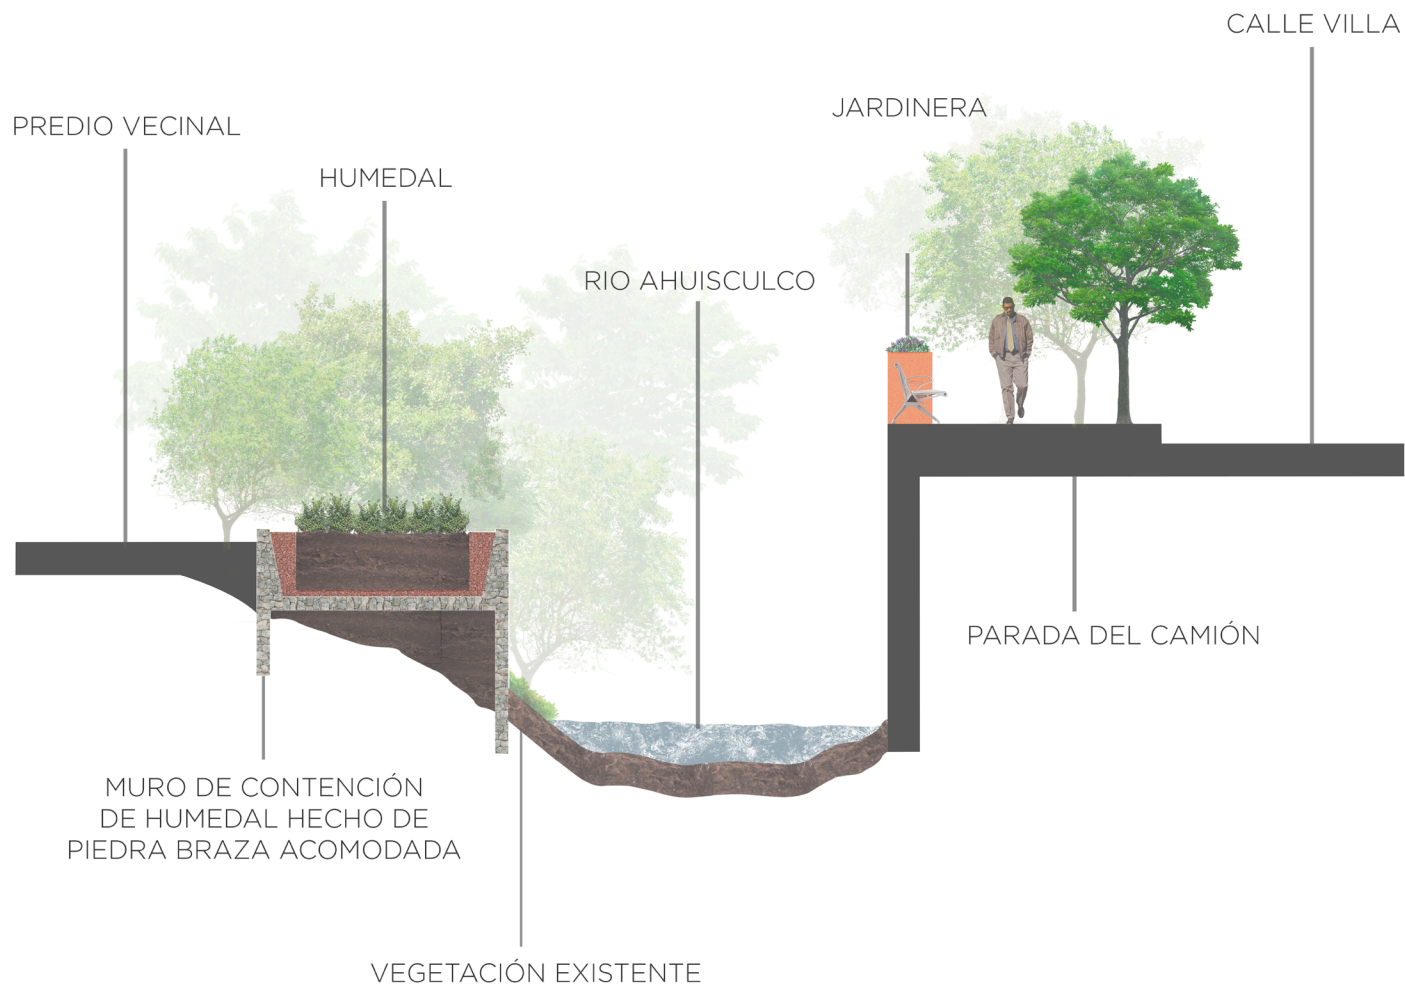 CALLE VILLA
JARDINERA
PREDIO VECINAL
HUMEDAL
RIO AHUISCULCO
PARADA DEL CAMIÓN
MURO DE CONTENCIÓN
DE HUMEDAL HECHO DE
PIEDRA BRAZA ACOMODADA
VEGETACIÓN EXISTENTE